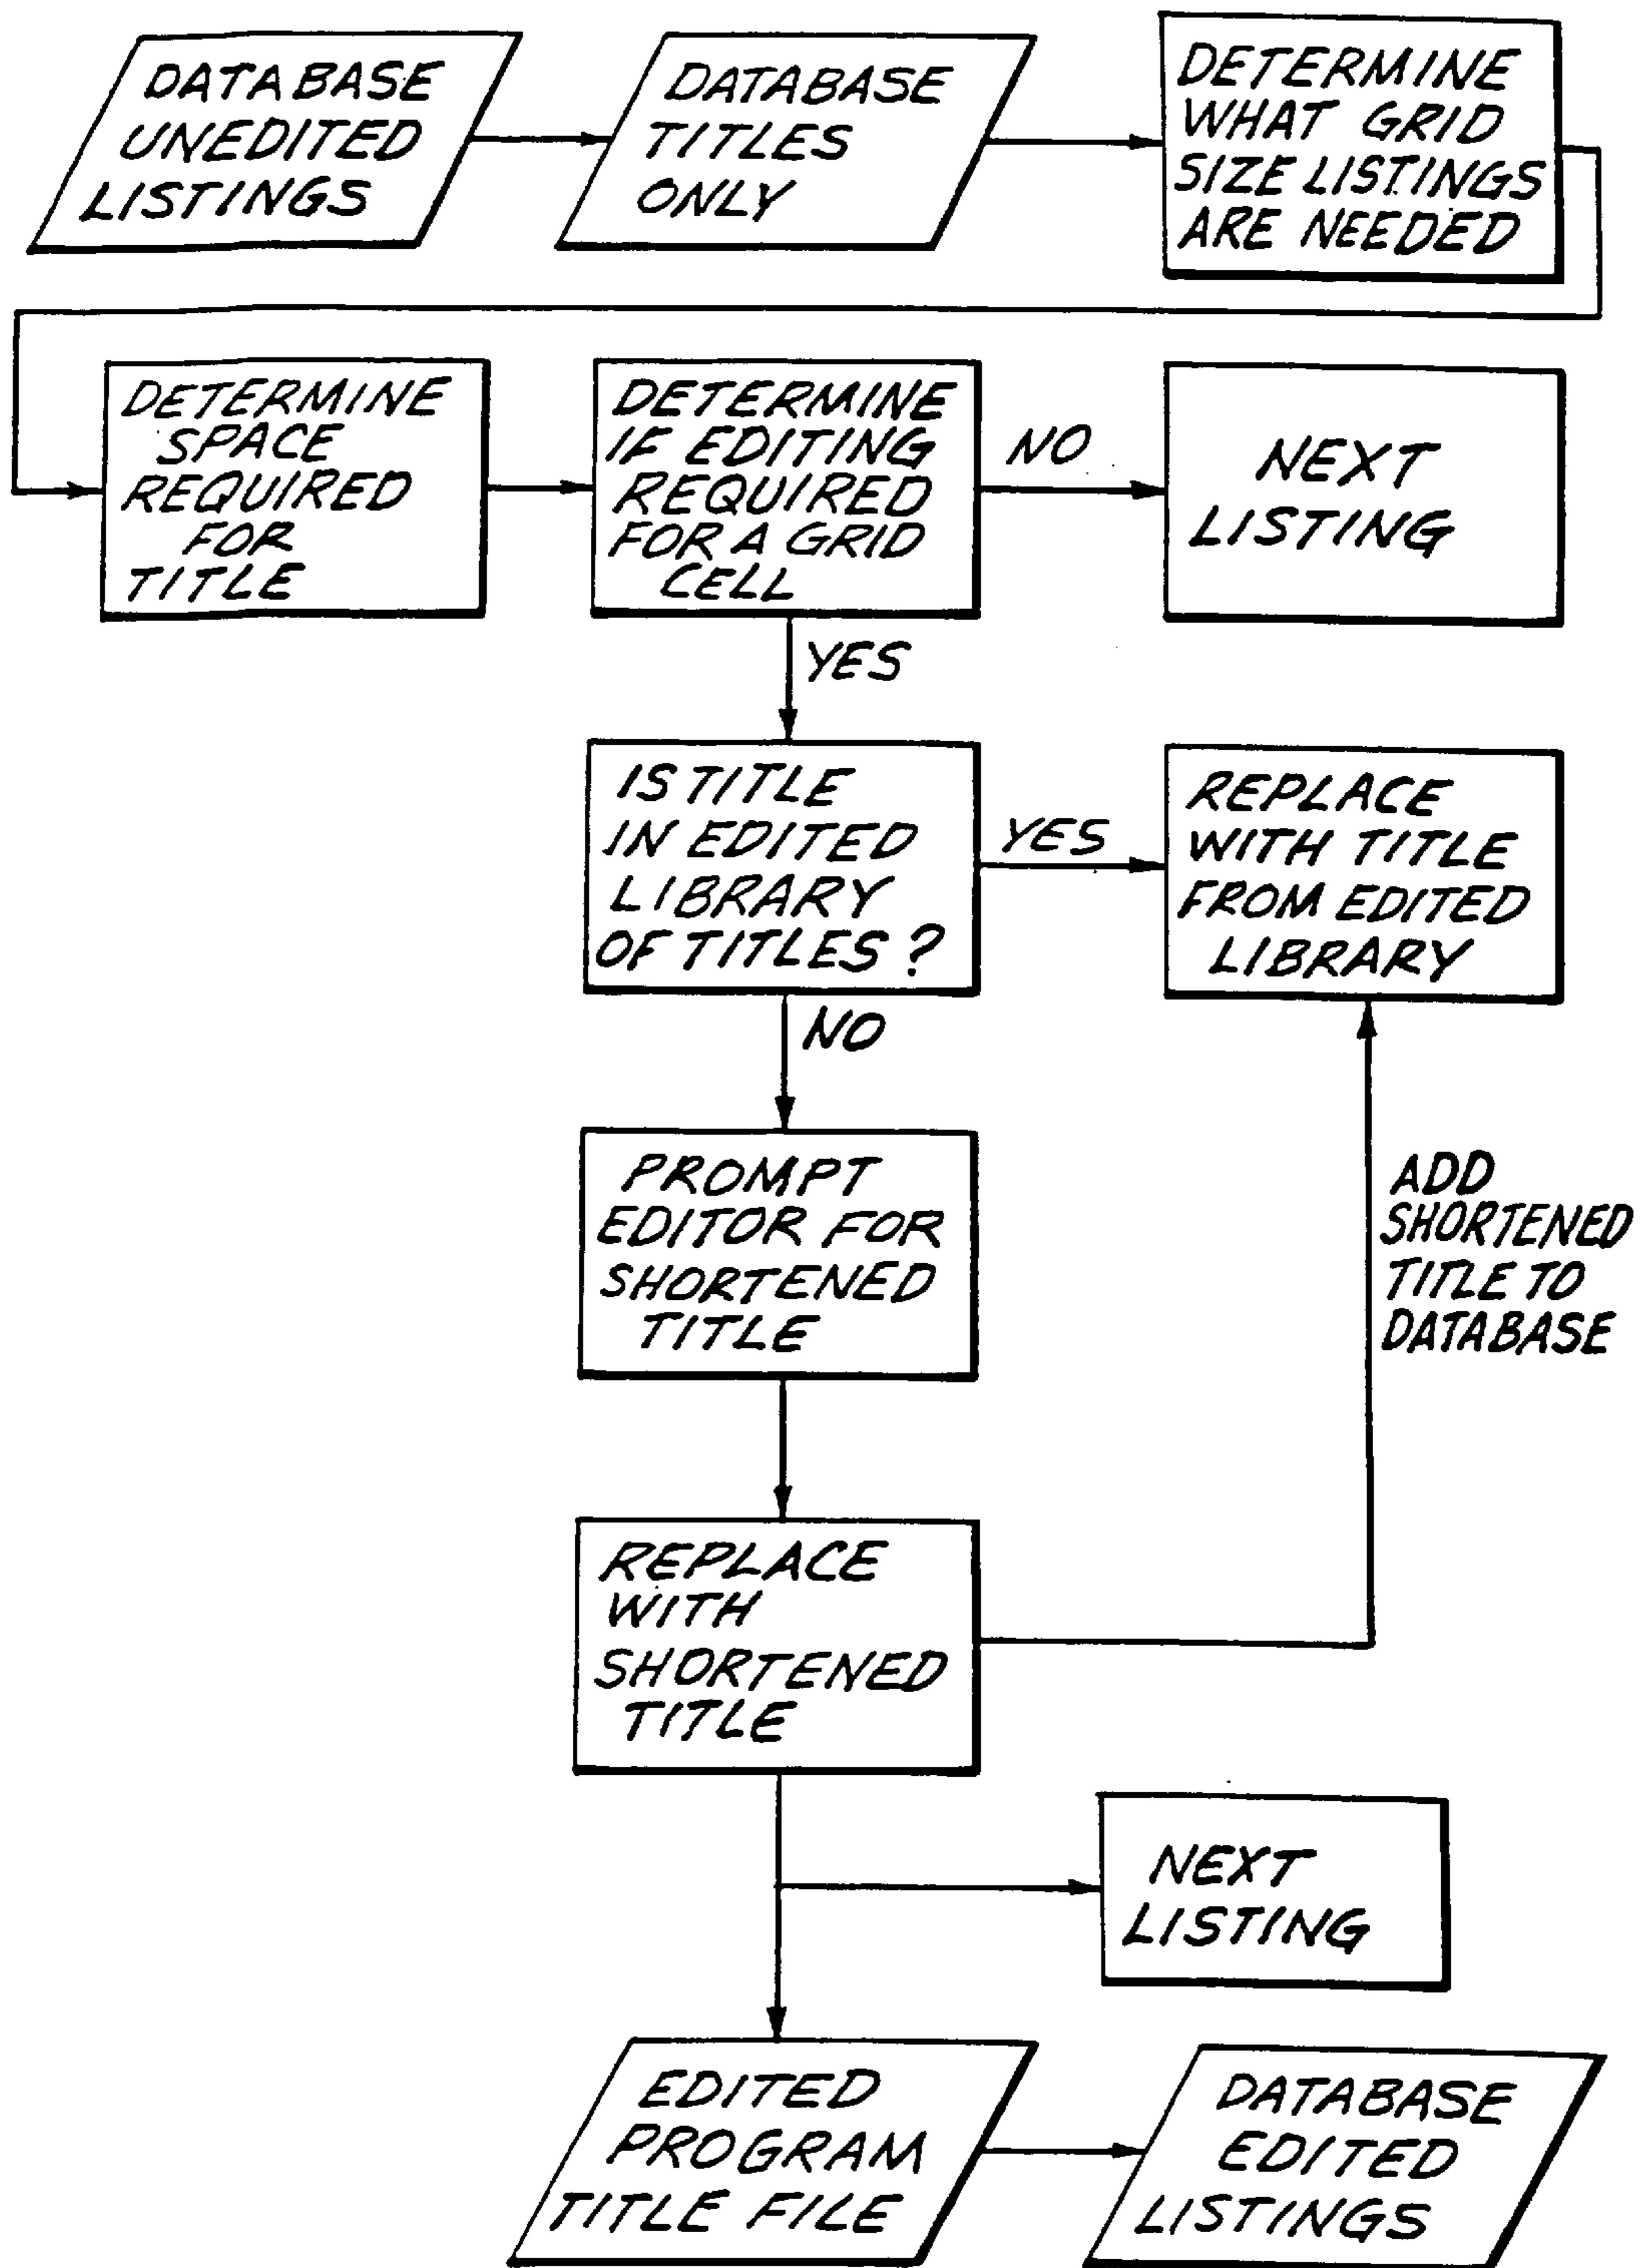 DATABASE
UNEDITED
LISTINGS
DATABASE
TITLES
ONLY
DETERMINE
WHAT GRID
SIZE LISTINGS
ARE NEEDED
DETERMINE
SPACE
REQUIRED
FOR
TITLE
DETERMINE
IF EDITING
REQUIRED
FOR A GRID
CELL
NO
NEXT
LISTING
YES
IS TITLE
IN EDITED
LIBRARY
OF TITLES?
YES
REPLACE
WITH TITLE
FROM EDITED
LIBRARY
NO
PROMPT
EDITOR FOR
SHORTENED
TITLE
ADD
SHORTENED
TITLE TO
DATABASE
REPLACE
WITH
SHORTENED
TITLE
NEXT
LISTING
EDITED
PROGRAM
TITLE FILE
DATABASE
EDITED
LISTINGS